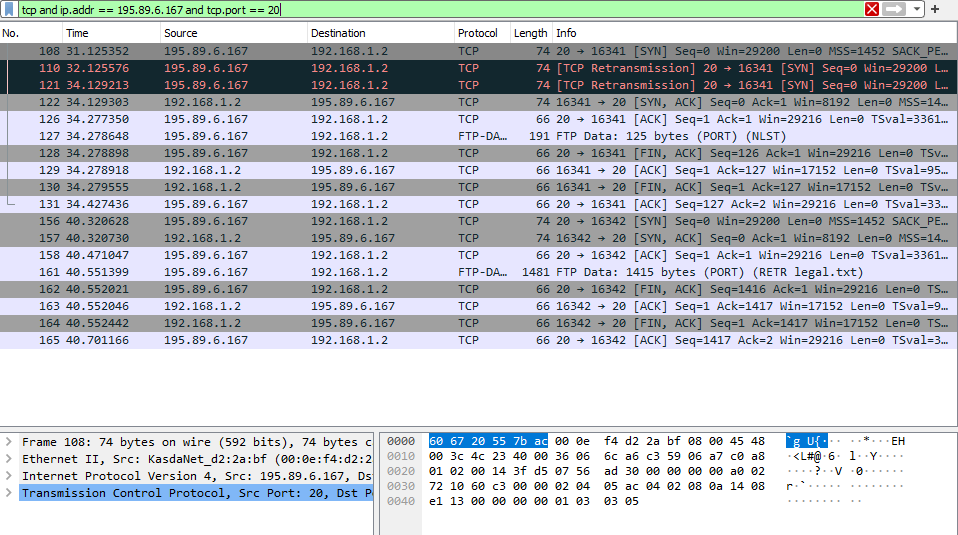 tcp and ip.addr == 195.89.6.167 and tcp.port == 20
No. Time Source Destination Protocol Length Info
108 31.125352 195.89.6.167 192.168.1.2 TCP 74 20 → 16341 [SYN] Seq=0 Win=29200 Len=0 MSS=1452 SACK_PE…
110 32.125576 195.89.6.167 192.168.1.2 TCP 74 [TCP Retransmission] 20 → 16341 [SYN] Seq=0 Win=29200 L…
121 34.129213 195.89.6.167 192.168.1.2 TCP 74 [TCP Retransmission] 20 → 16341 [SYN] Seq=0 Win=29200 L…
122 34.129303 192.168.1.2 195.89.6.167 TCP 74 16341 → 20 [SYN, ACK] Seq=0 Ack=1 Win=8192 Len=0 MSS=14…
126 34.277350 195.89.6.167 192.168.1.2 TCP 66 20 → 16341 [ACK] Seq=1 Ack=1 Win=29216 Len=0 TSval=3361…
127 34.278648 195.89.6.167 192.168.1.2 FTP-DA… 191 FTP Data: 125 bytes (PORT) (NLST)
128 34.278898 195.89.6.167 192.168.1.2 TCP 66 20 → 16341 [FIN, ACK] Seq=126 Ack=1 Win=29216 Len=0 TSv…
129 34.278918 192.168.1.2 195.89.6.167 TCP 66 16341 → 20 [ACK] Seq=1 Ack=127 Win=17152 Len=0 TSval=95…
130 34.279555 192.168.1.2 195.89.6.167 TCP 66 16341 → 20 [FIN, ACK] Seq=1 Ack=127 Win=17152 Len=0 TSv…
131 34.427436 195.89.6.167 192.168.1.2 TCP 66 20 → 16341 [ACK] Seq=127 Ack=2 Win=29216 Len=0 TSval=33…
156 40.320628 195.89.6.167 192.168.1.2 TCP 74 20 → 16342 [SYN] Seq=0 Win=29200 Len=0 MSS=1452 SACK_PE…
157 40.320730 192.168.1.2 195.89.6.167 TCP 74 16342 → 20 [SYN, ACK] Seq=0 Ack=1 Win=8192 Len=0 MSS=14…
158 40.471047 195.89.6.167 192.168.1.2 TCP 66 20 → 16342 [ACK] Seq=1 Ack=1 Win=29216 Len=0 TSval=3361…
161 40.551399 195.89.6.167 192.168.1.2 FTP-DA… 1481 FTP Data: 1415 bytes (PORT) (RETR legal.txt)
162 40.552021 195.89.6.167 192.168.1.2 TCP 66 20 → 16342 [FIN, ACK] Seq=1416 Ack=1 Win=29216 Len=0 TS…
163 40.552046 192.168.1.2 195.89.6.167 TCP 66 16342 → 20 [ACK] Seq=1 Ack=1417 Win=17152 Len=0 TSval=9…
164 40.552442 192.168.1.2 195.89.6.167 TCP 66 16342 → 20 [FIN, ACK] Seq=1 Ack=1417 Win=17152 Len=0 TS…
165 40.701166 195.89.6.167 192.168.1.2 TCP 66 20 → 16342 [ACK] Seq=1417 Ack=2 Win=29216 Len=0 TSval=3…
Frame 108: 74 bytes on wire (592 bits), 74 bytes c
Ethernet II, Src: KasdaNet_d2:2a:bf (00:0e:f4:d2:2
Internet Protocol Version 4, Src: 195.89.6.167, Ds
Transmission Control Protocol, Src Port: 20, Dst P
0000 60 67 20 55 7b ac 00 0e f4 d2 2a bf 08 00 45 48 `g U{· ·· ··*···EH
0010 00 3c 4c 23 40 00 36 06 6c a6 c3 59 06 a7 c0 a8 ·<L#@·6· l··Y····
0020 01 02 00 14 3f d5 07 56 ad 30 00 00 00 00 a0 02 ····?··V ·0······
0030 72 10 60 c3 00 00 02 04 05 ac 04 02 08 0a 14 08 r·`····· ········
0040 e1 13 00 00 00 00 01 03 03 05 ········ ··